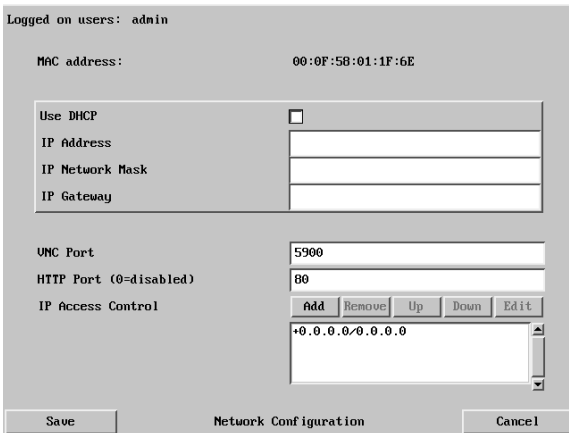 Logged on users: admin
MAC address: 00:0F:58:01:1F:6E
Use DHCP
IP Address
IP Network Mask
IP Gateway
VNC Port 5900
HTTP Port (0=disabled) 80
IP Access Control Add Remove Up Down Edit
+0.0.0.0/0.0.0.0
Save Network Configuration Cancel